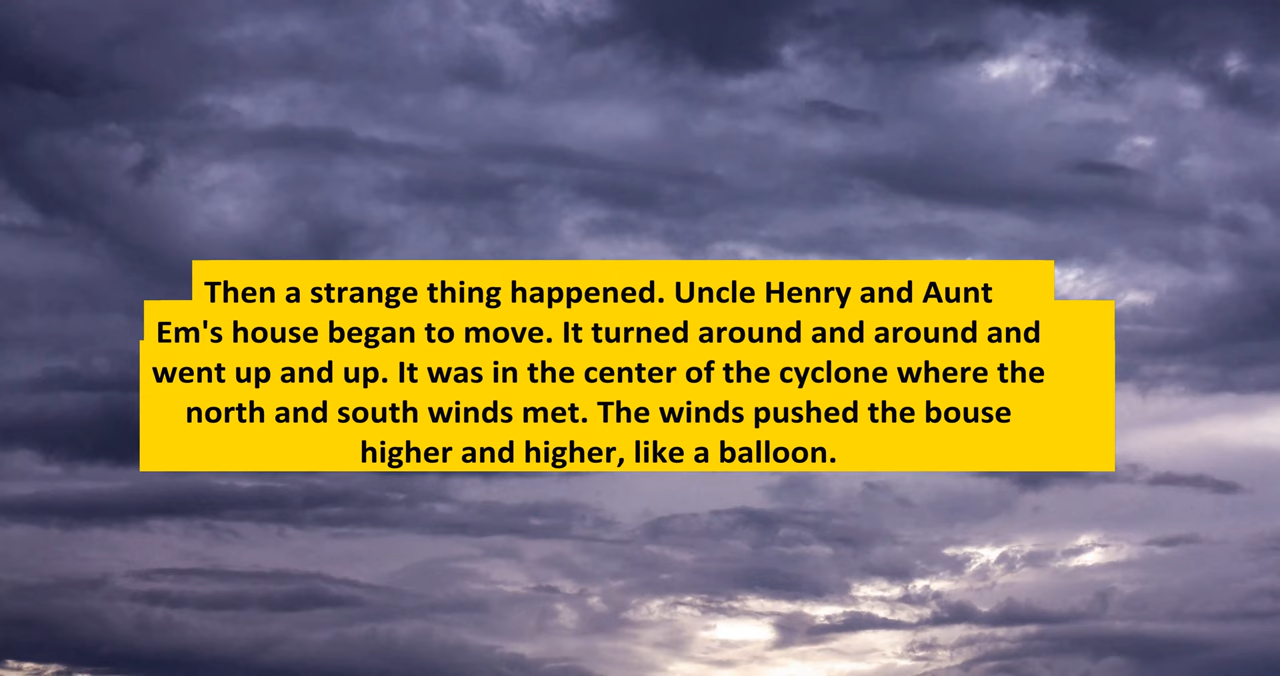 Then a strange thing happened. Uncle Henry and Aunt
Em's house began to move. It turned around and around and
went up and up. It was in the center of the cyclone where the
north and south winds met. The winds pushed the bouse
higher and higher, like a balloon.